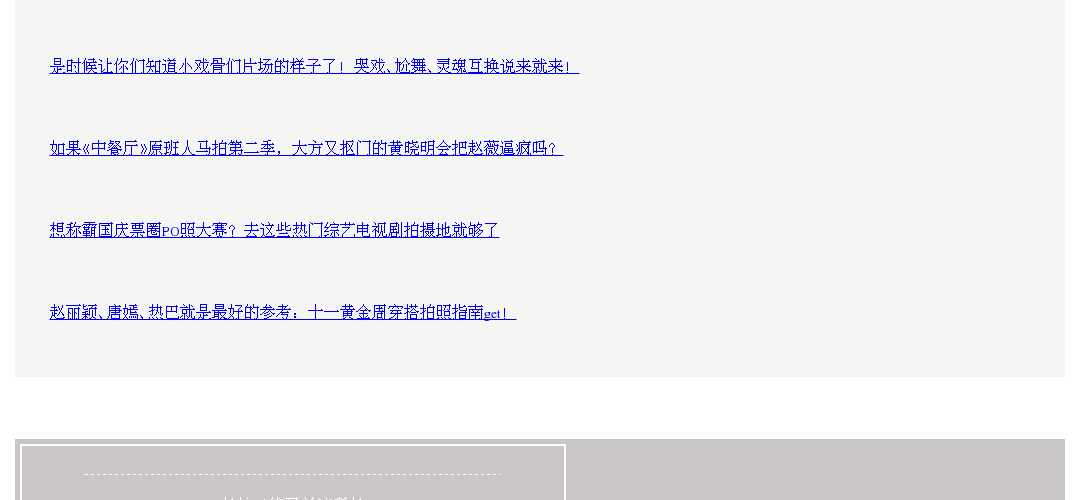 是时候让你们知道小戏骨们片场的样子了！哭戏、尬舞、灵魂互换说来就来！
如果《中餐厅》原班人马拍第二季，大方又抠门的黄晓明会把赵薇逼疯吗？
想称霸国庆票圈PO照大赛？去这些热门综艺电视剧拍摄地就够了
赵丽颖、唐嫣、热巴就是最好的参考：十一黄金周穿搭拍照指南get！